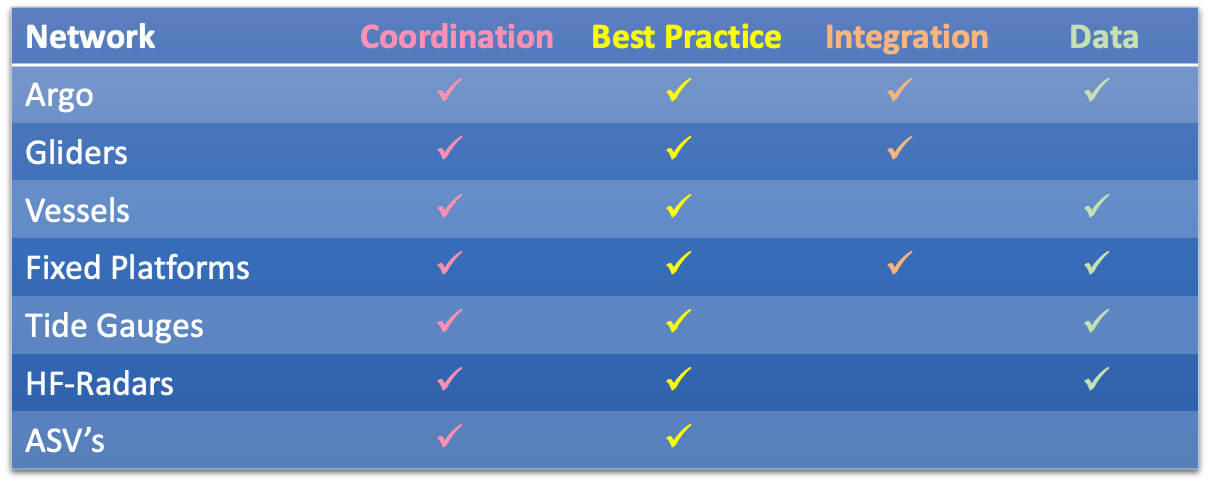 Network Coordination Best Practice Integration Data
Argo ✓ ✓ ✓ ✓
Gliders ✓ ✓ ✓
Vessels ✓ ✓ ✓
Fixed Platforms ✓ ✓ ✓ ✓
Tide Gauges ✓ ✓ ✓
HF-Radars ✓ ✓ ✓
ASV’s ✓ ✓